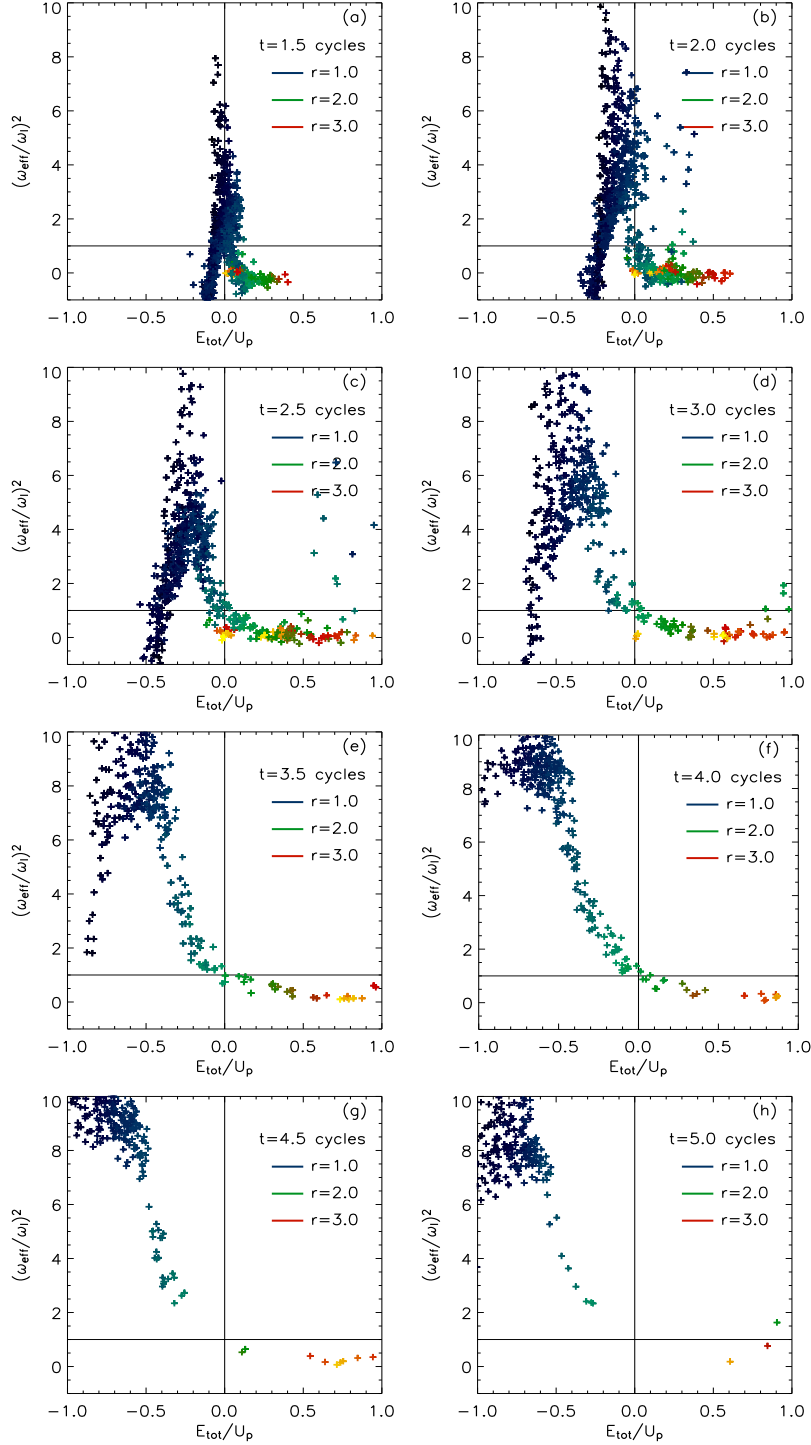 (a) (b)
t=1.5 cycles t=2.0 cycles
r=1.0 r=1.0
r=2.0 r=2.0
r=3.0 r=3.0
10 10
8 8
6 6
4 4
2 2
0 0
(ω_eff/ω_l)² (ω_eff/ω_l)²
−1.0 −0.5 0.0 0.5 1.0 −1.0 −0.5 0.0 0.5 1.0
E_tot/U_p E_tot/U_p
(c) (d)
t=2.5 cycles t=3.0 cycles
r=1.0 r=1.0
r=2.0 r=2.0
r=3.0 r=3.0
10 10
8 8
6 6
4 4
2 2
0 0
(ω_eff/ω_l)² (ω_eff/ω_l)²
−1.0 −0.5 0.0 0.5 1.0 −1.0 −0.5 0.0 0.5 1.0
E_tot/U_p E_tot/U_p
(e) (f)
t=3.5 cycles t=4.0 cycles
r=1.0 r=1.0
r=2.0 r=2.0
r=3.0 r=3.0
10 10
8 8
6 6
4 4
2 2
0 0
(ω_eff/ω_l)² (ω_eff/ω_l)²
−1.0 −0.5 0.0 0.5 1.0 −1.0 −0.5 0.0 0.5 1.0
E_tot/U_p E_tot/U_p
(g) (h)
t=4.5 cycles t=5.0 cycles
r=1.0 r=1.0
r=2.0 r=2.0
r=3.0 r=3.0
10 10
8 8
6 6
4 4
2 2
0 0
(ω_eff/ω_l)² (ω_eff/ω_l)²
−1.0 −0.5 0.0 0.5 1.0 −1.0 −0.5 0.0 0.5 1.0
E_tot/U_p E_tot/U_p